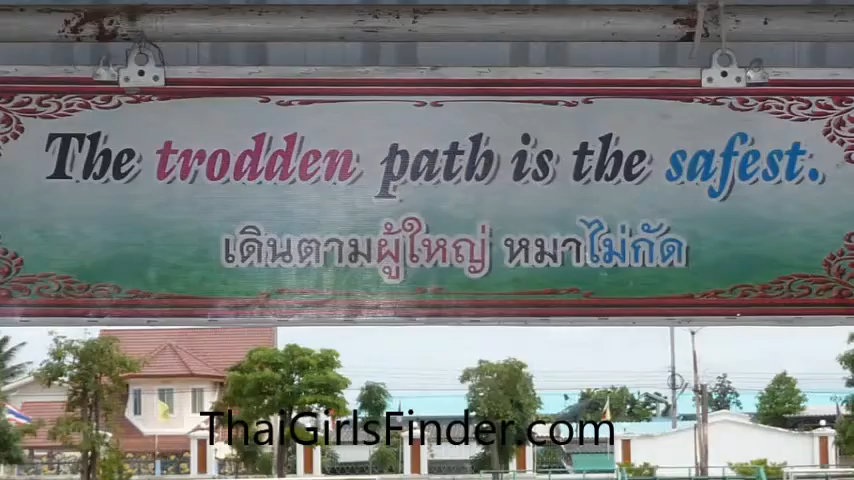 The trodden path is the safest.
เดินตามผู้ใหญ่ หมาไม่กัด
ThaiGirlsFinder.com